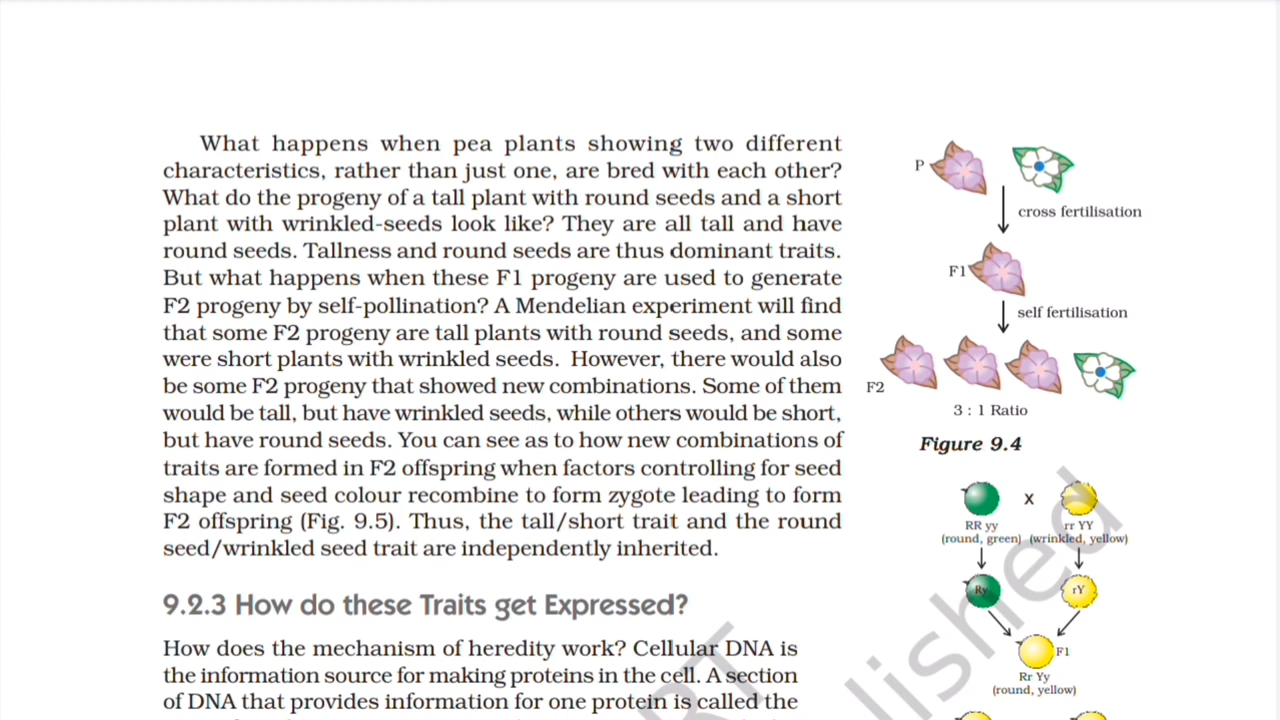 What happens when pea plants showing two different
characteristics, rather than just one, are bred with each other?
What do the progeny of a tall plant with round seeds and a short
plant with wrinkled-seeds look like? They are all tall and have
round seeds. Tallness and round seeds are thus dominant traits.
But what happens when these F1 progeny are used to generate
F2 progeny by self-pollination? A Mendelian experiment will find
that some F2 progeny are tall plants with round seeds, and some
were short plants with wrinkled seeds. However, there would also
be some F2 progeny that showed new combinations. Some of them
would be tall, but have wrinkled seeds, while others would be short,
but have round seeds. You can see as to how new combinations of
traits are formed in F2 offspring when factors controlling for seed
shape and seed colour recombine to form zygote leading to form
F2 offspring (Fig. 9.5). Thus, the tall/short trait and the round
seed/wrinkled seed trait are independently inherited.
9.2.3 How do these Traits get Expressed?
How does the mechanism of heredity work? Cellular DNA is
the information source for making proteins in the cell. A section
of DNA that provides information for one protein is called the
P
cross fertilisation
F1
self fertilisation
F2
3 : 1 Ratio
Figure 9.4
x
RR yy rr YY
(round, green) (wrinkled, yellow)
Ry rY
F1
Rr Yy
(round, yellow)